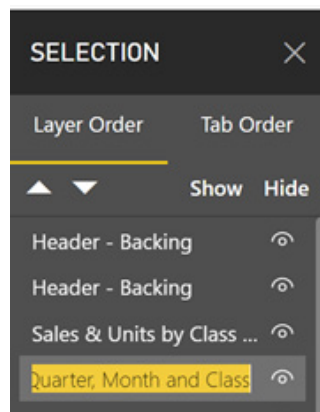 SELECTION
Layer Order Tab Order
Show Hide
Header - Backing
Header - Backing
Sales & Units by Class ...
Quarter, Month and Class